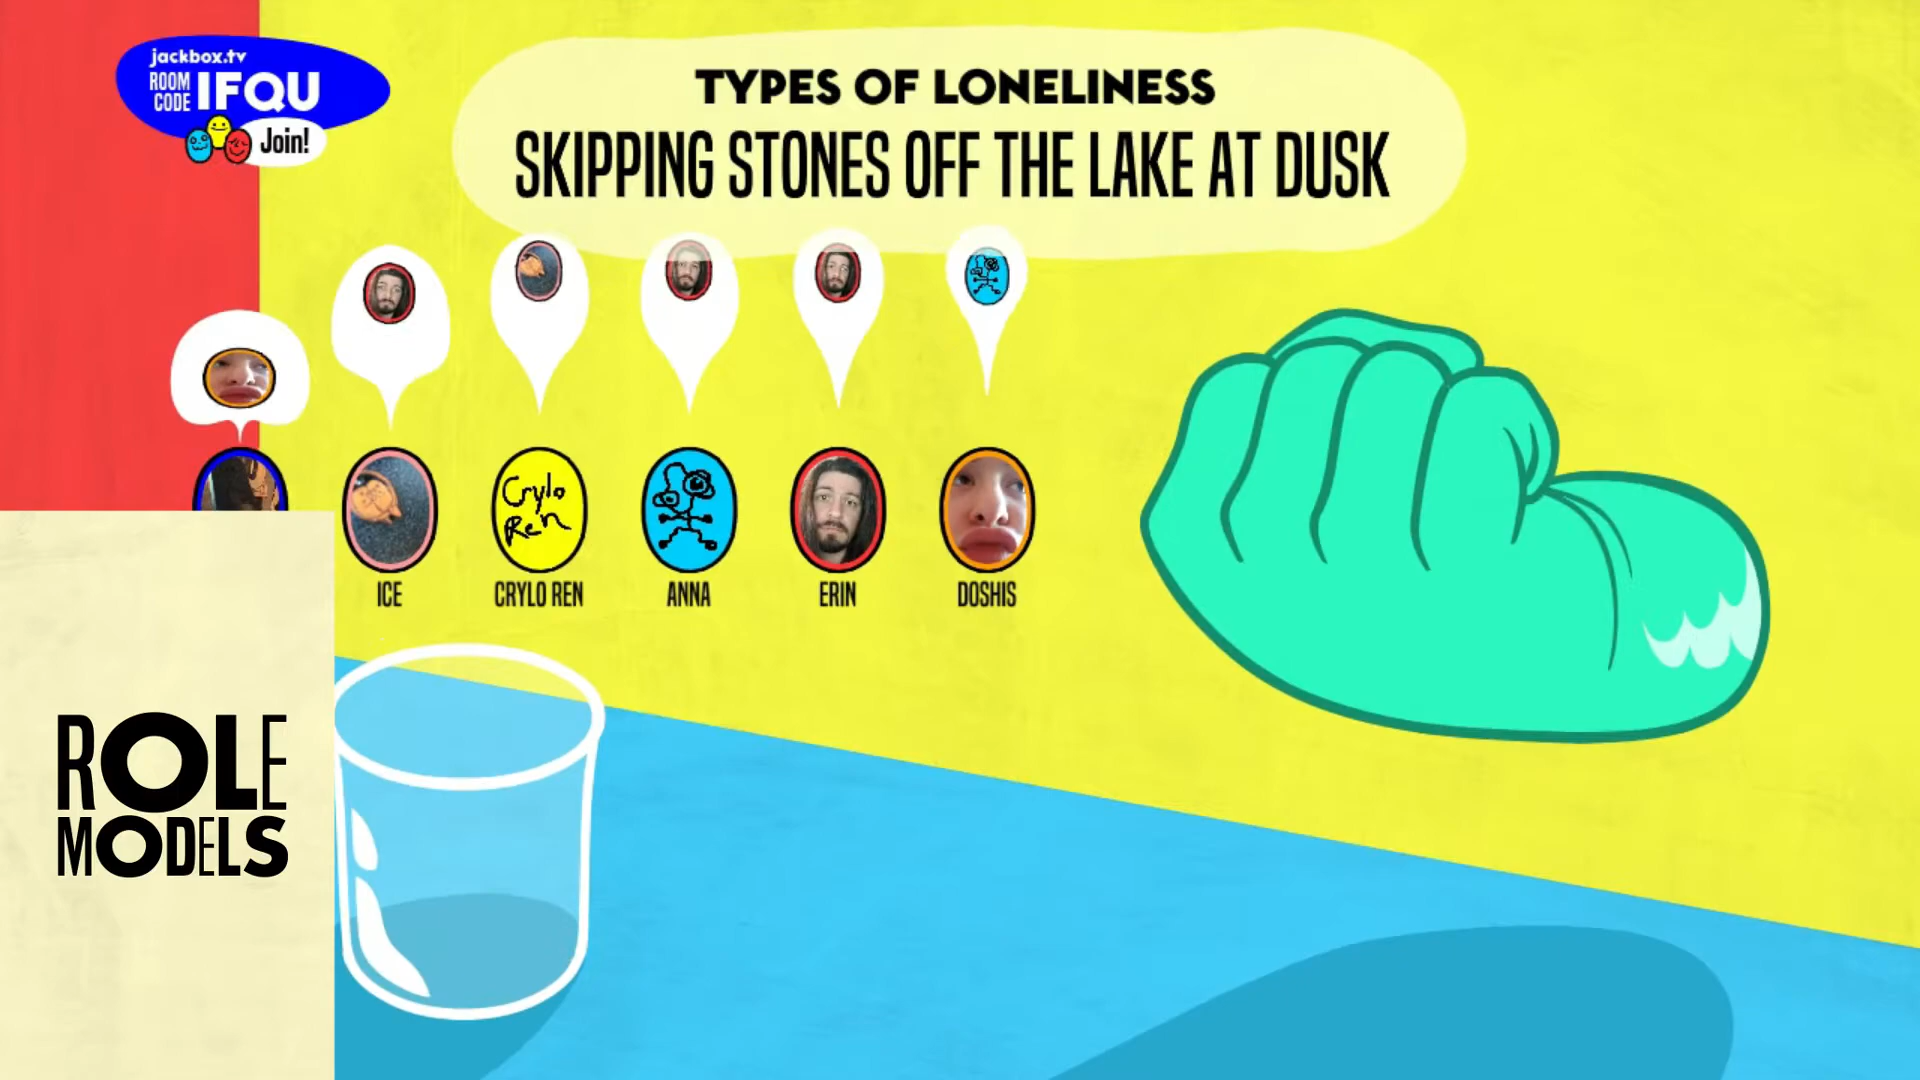 jackbox.tv
ROOM
CODE
IFQU
Join!
TYPES OF LONELINESS
SKIPPING STONES OFF THE LAKE AT DUSK
Crylo
Ren
ICE
CRYLO REN
ANNA
ERIN
DOSHIS
ROLE
MODELS